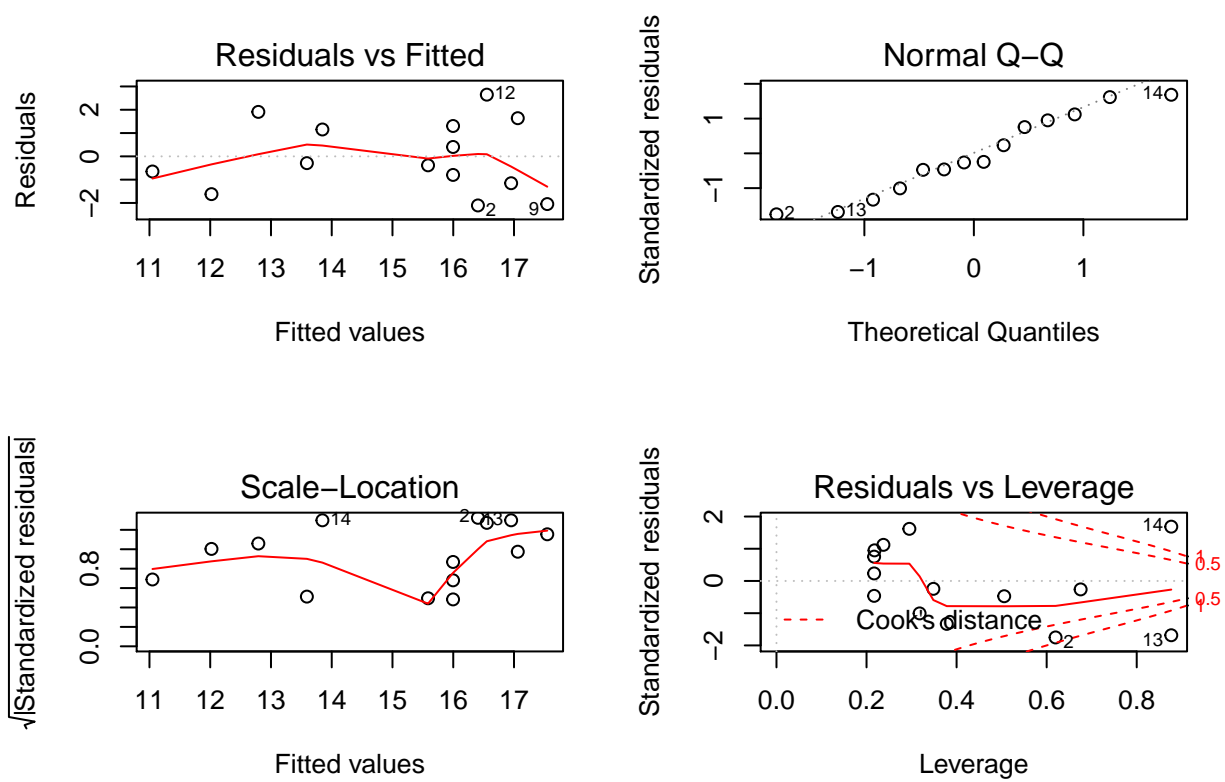 Residuals vs Fitted
Residuals
2
0
−2
12
2
9
11 12 13 14 15 16 17
Fitted values
Normal Q−Q
Standardized residuals
1
−1
14
2
13
−1 0 1
Theoretical Quantiles
Scale−Location
√|Standardized residuals|
0.8
0.0
14
2
13
11 12 13 14 15 16 17
Fitted values
Residuals vs Leverage
Standardized residuals
2
0
−2
14
1
0.5
0.5
1
Cook's distance
2
13
0.0 0.2 0.4 0.6 0.8
Leverage